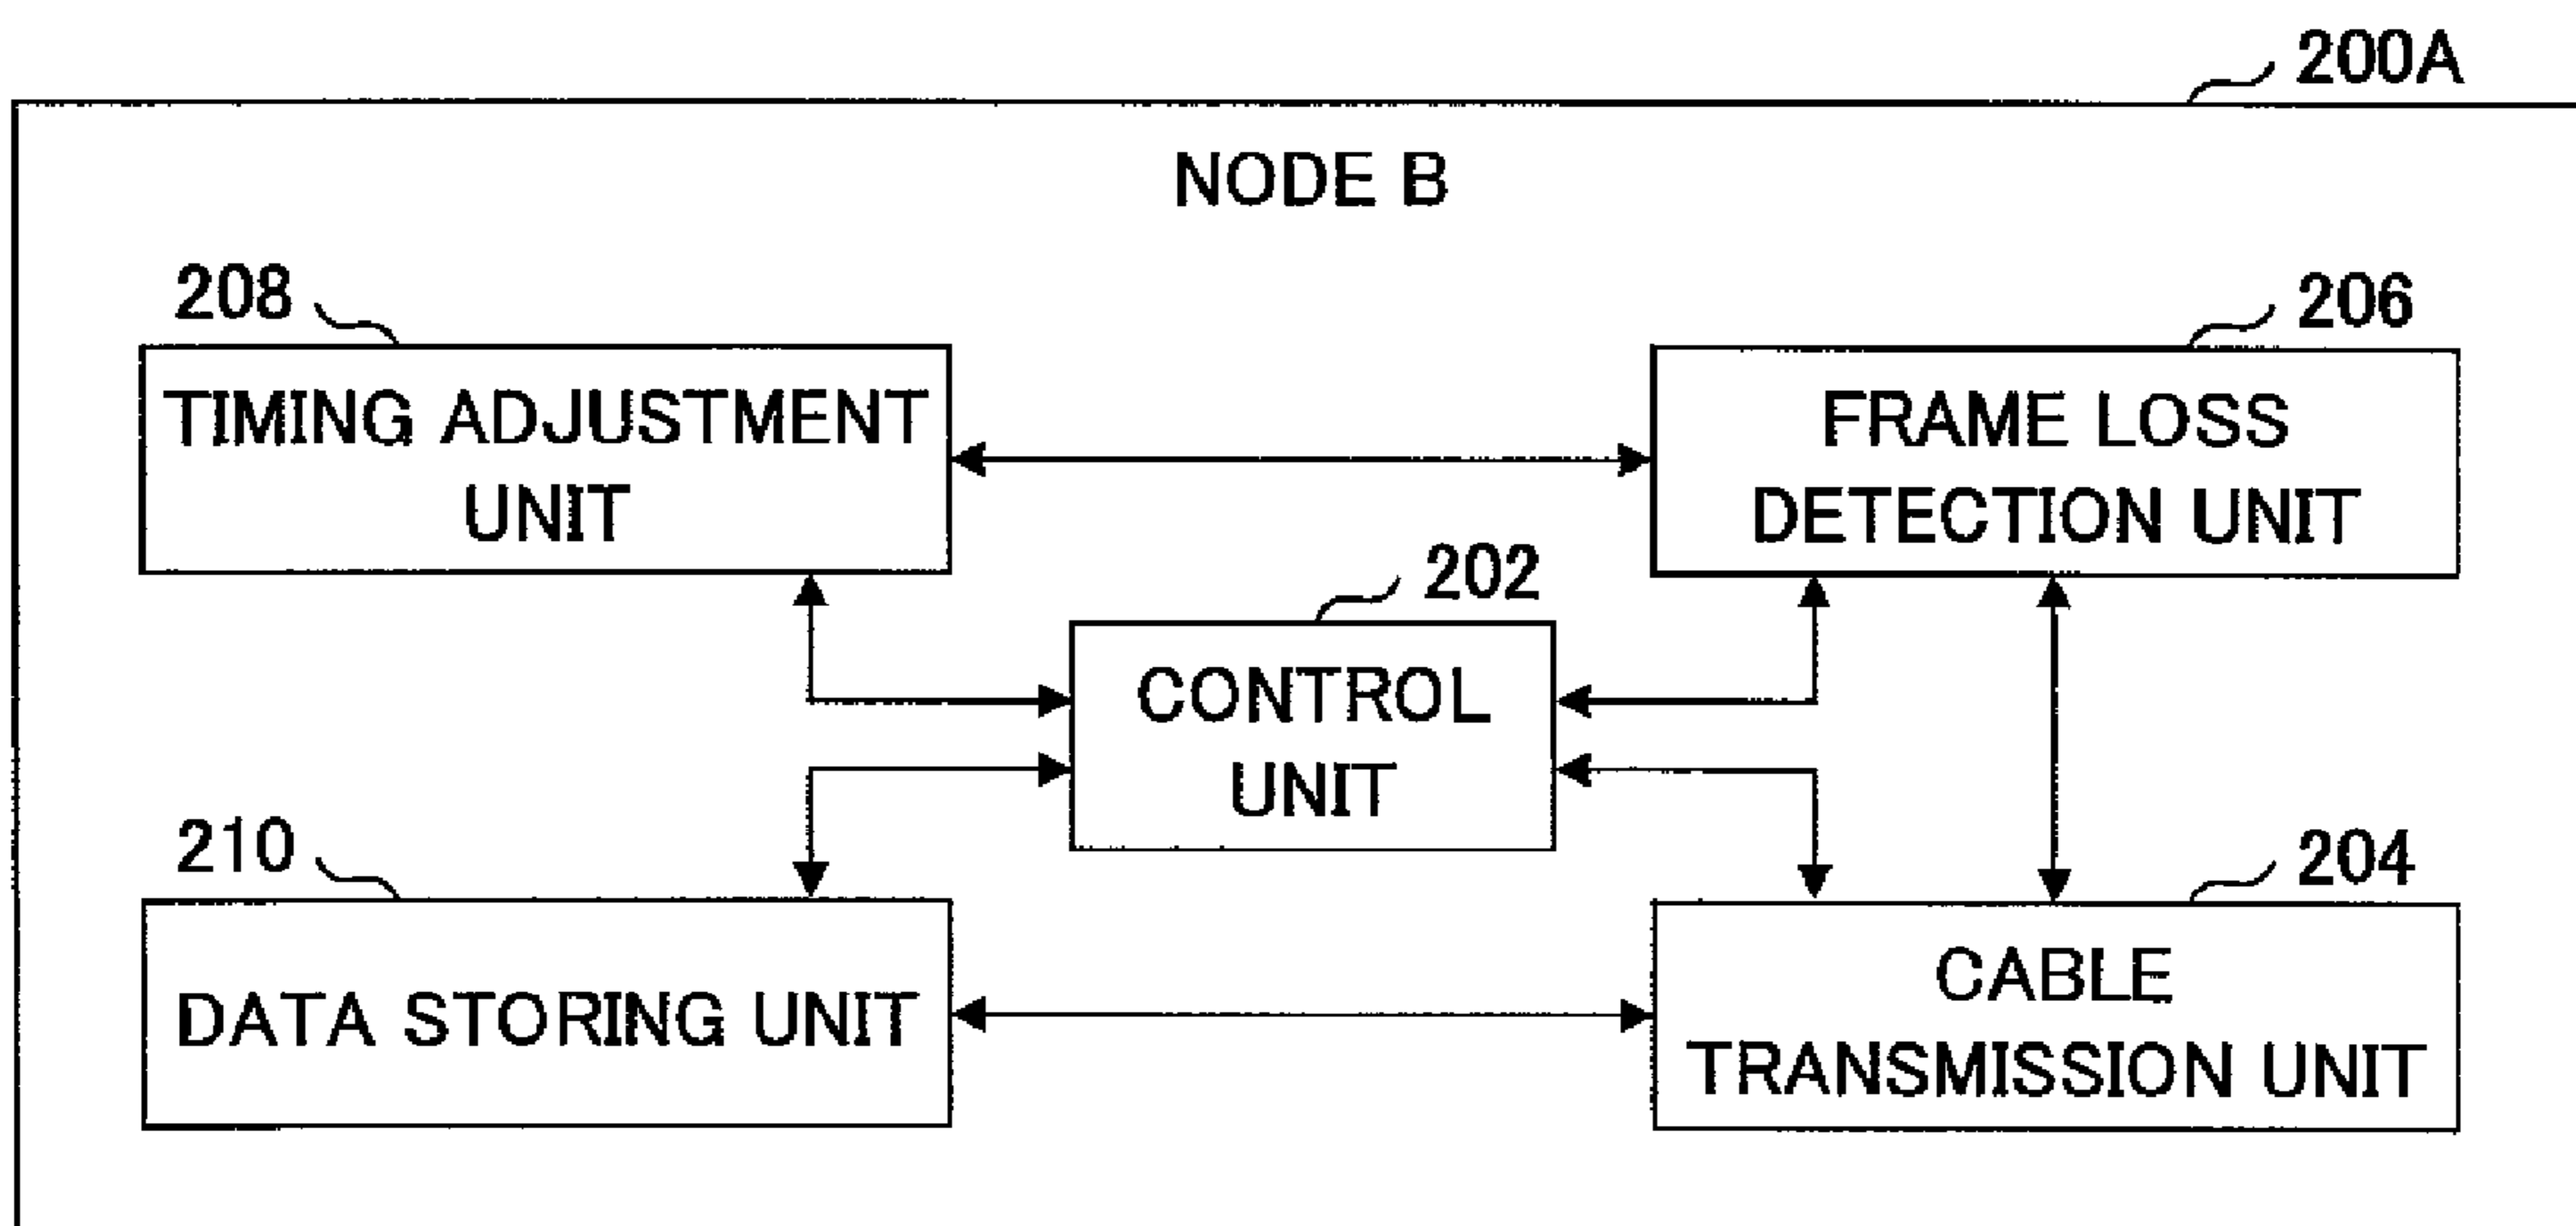 200A
NODE B
208
206
TIMING ADJUSTMENT
UNIT
FRAME LOSS
DETECTION UNIT
202
CONTROL
UNIT
210
204
DATA STORING UNIT
CABLE
TRANSMISSION UNIT